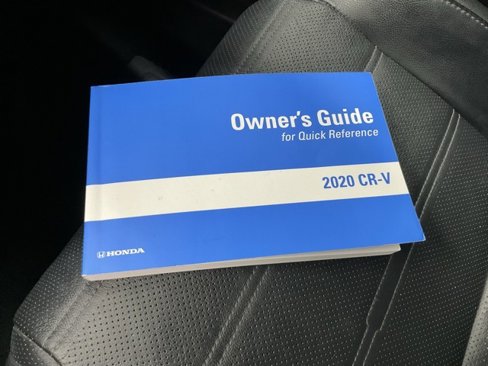 Owner's Guide
for Quick Reference
2020 CR-V
HONDA